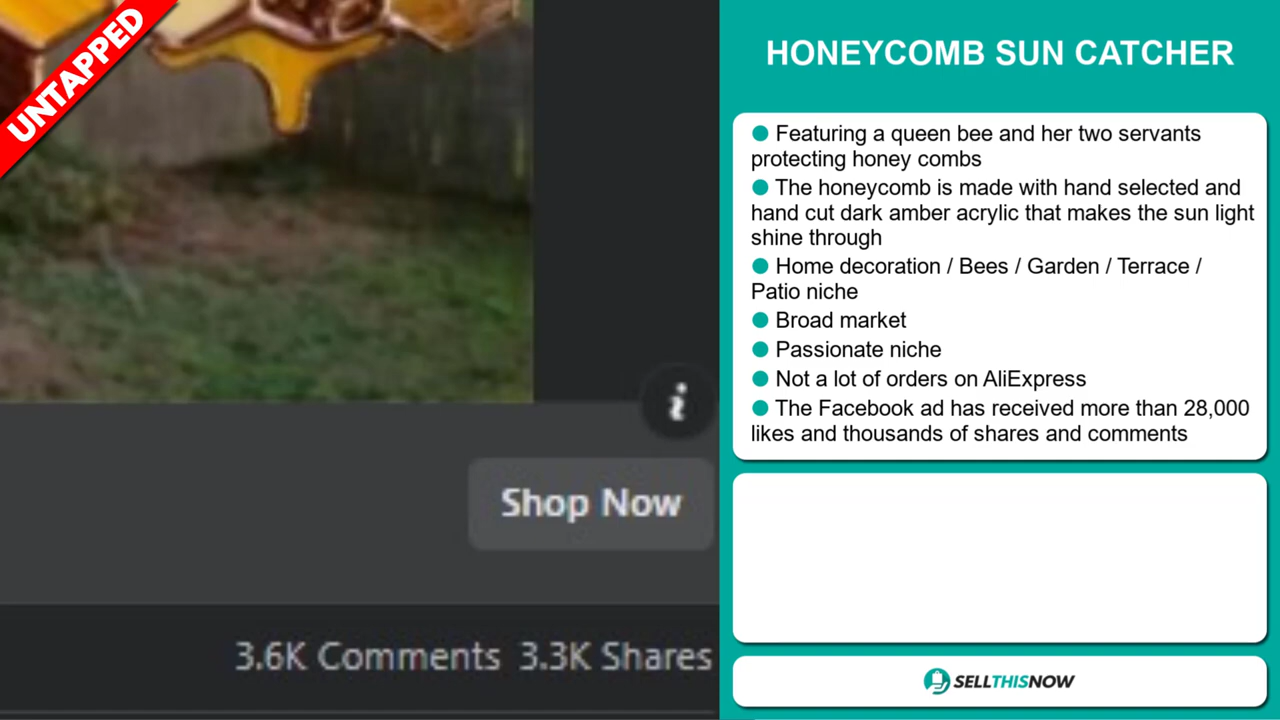 UNTAPPED
HONEYCOMB SUN CATCHER
● Featuring a queen bee and her two servants
protecting honey combs
● The honeycomb is made with hand selected and
hand cut dark amber acrylic that makes the sun light
shine through
● Home decoration / Bees / Garden / Terrace /
Patio niche
● Broad market
● Passionate niche
● Not a lot of orders on AliExpress
● The Facebook ad has received more than 28,000
likes and thousands of shares and comments
i
Shop Now
3.6K Comments 3.3K Shares
SELLTHISNOW